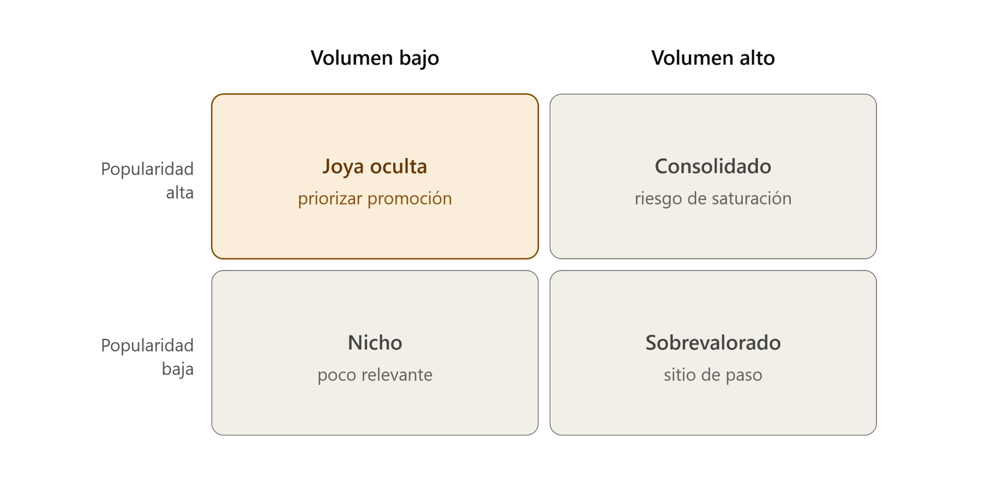 Volumen bajo
Volumen alto
Popularidad
alta
Joya oculta
priorizar promoción
Consolidado
riesgo de saturación
Popularidad
baja
Nicho
poco relevante
Sobrevalorado
sitio de paso